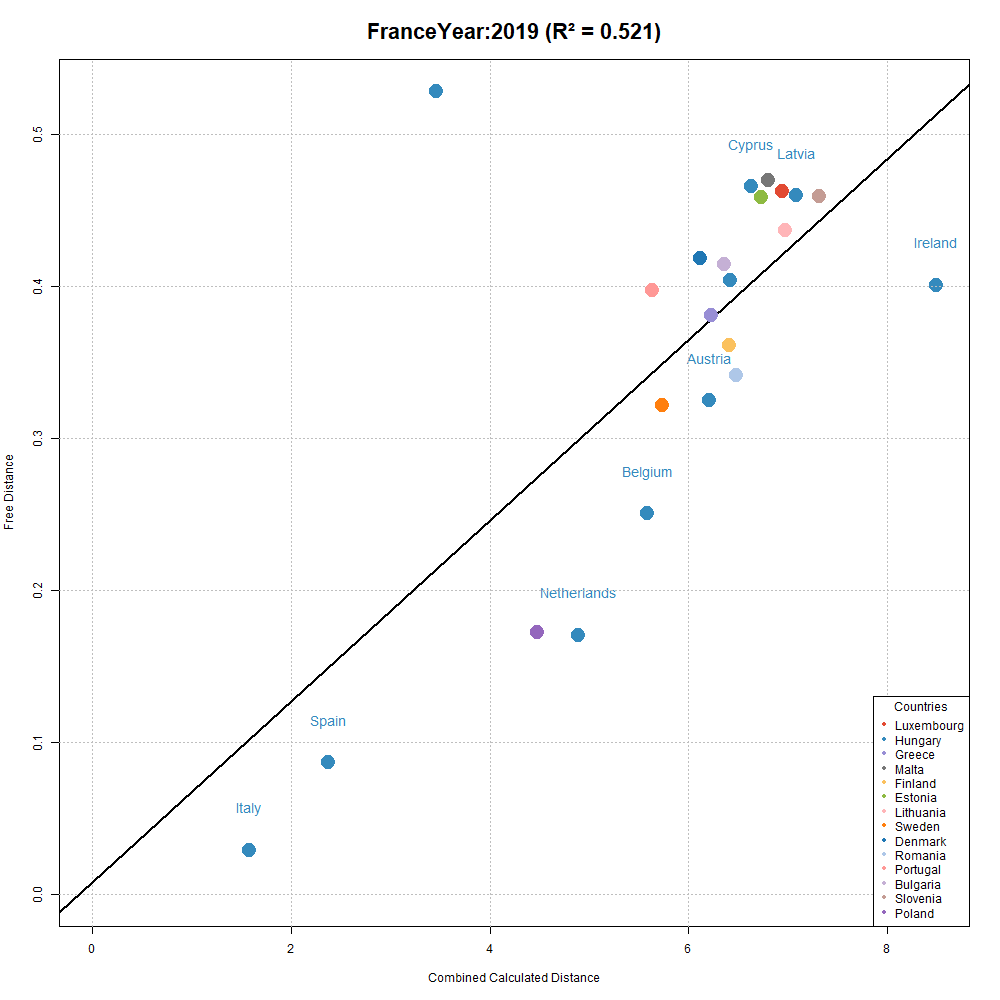 FranceYear:2019 (R² = 0.521)
Free Distance
0.5
0.4
0.3
0.2
0.1
0.0
Cyprus
Latvia
Ireland
Austria
Belgium
Netherlands
Spain
Italy
Countries
Luxembourg
Hungary
Greece
Malta
Finland
Estonia
Lithuania
Sweden
Denmark
Romania
Portugal
Bulgaria
Slovenia
Poland
0
2
4
6
8
Combined Calculated Distance